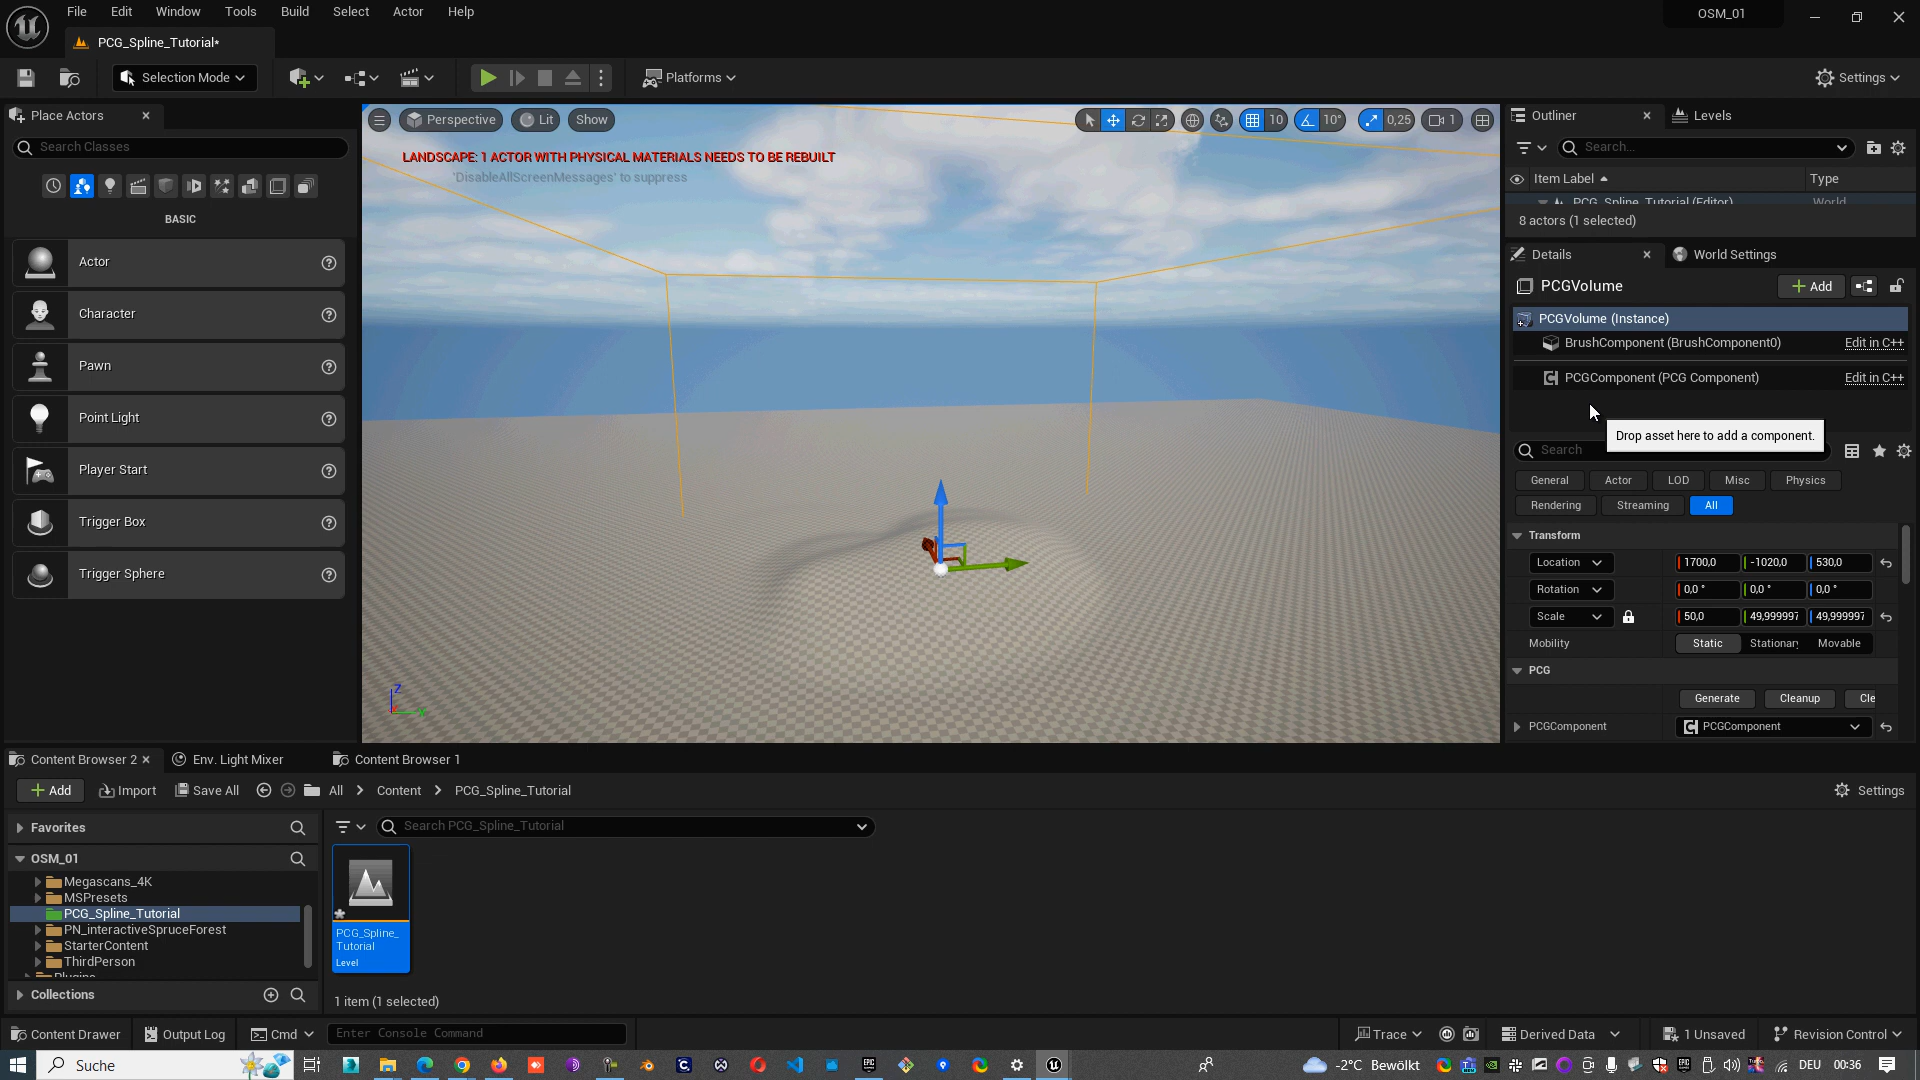 File Edit Window Tools Build Select Actor Help
OSM_01
PCG_Spline_Tutorial*
Selection Mode
Platforms
Settings
Place Actors
Search Classes
BASIC
Actor
Character
Pawn
Point Light
Player Start
Trigger Box
Trigger Sphere
Perspective Lit Show
10 10° 0,25 1
LANDSCAPE: 1 ACTOR WITH PHYSICAL MATERIALS NEEDS TO BE REBUILT
'DisableAllScreenMessages' to suppress
Z
Outliner Levels
Search...
Item Label Type
PCG_Spline_Tutorial (Editor) World
8 actors (1 selected)
Details World Settings
PCGVolume Add
PCGVolume (Instance)
BrushComponent (BrushComponent0) Edit in C++
PCGComponent (PCG Component) Edit in C++
Drop asset here to add a component.
Search
General Actor LOD Misc Physics
Rendering Streaming All
Transform
Location 1700,0 -1020,0 530,0
Rotation 0,0 ° 0,0 ° 0,0 °
Scale 50,0 49,999997 49,999997
Mobility Static Stationary Movable
PCG
Generate Cleanup Cle
PCGComponent PCGComponent
Content Browser 2 Env. Light Mixer Content Browser 1
Add Import Save All All Content PCG_Spline_Tutorial Settings
Favorites
Search PCG_Spline_Tutorial
OSM_01
Megascans_4K
MSPresets
PCG_Spline_Tutorial
PN_interactiveSpruceForest
StarterContent
ThirdPerson
Plugins
Collections
PCG_Spline_
Tutorial
Level
1 item (1 selected)
Content Drawer Output Log Cmd Enter Console Command Trace Derived Data 1 Unsaved Revision Control
Suche
-2°C Bewölkt DEU 00:36